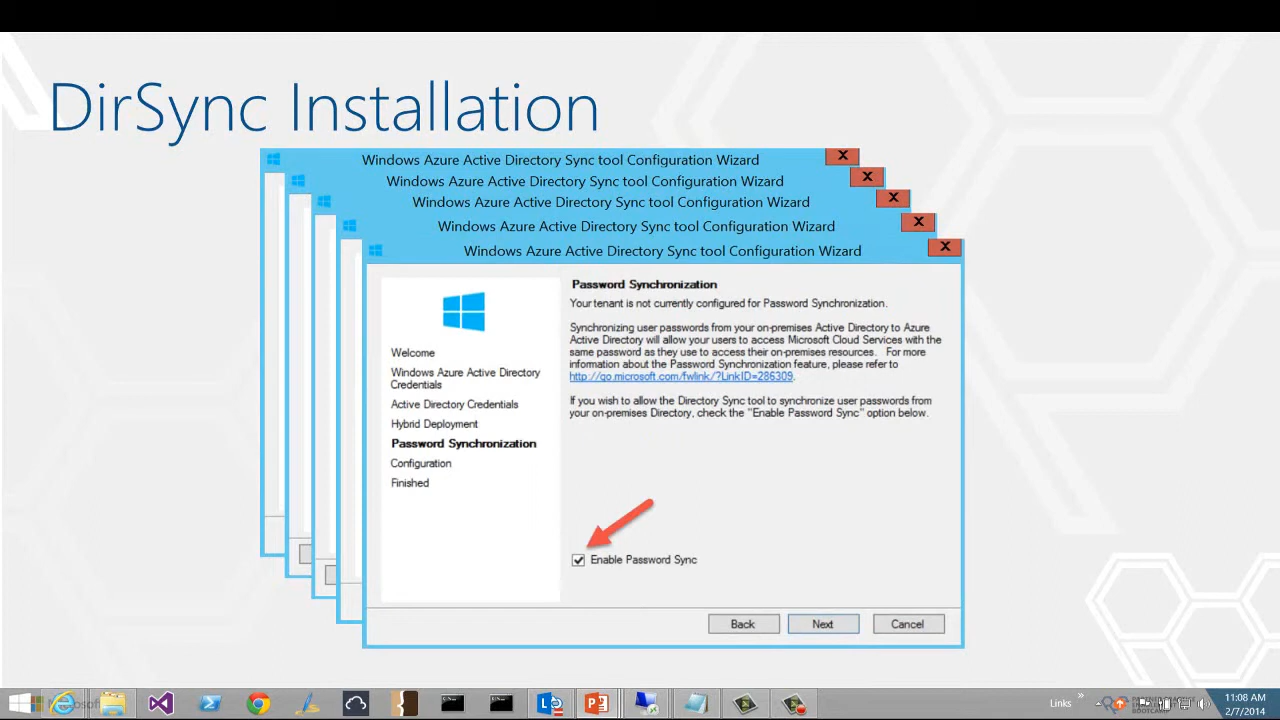 DirSync Installation
Windows Azure Active Directory Sync tool Configuration Wizard
Windows Azure Active Directory Sync tool Configuration Wizard
Windows Azure Active Directory Sync tool Configuration Wizard
Windows Azure Active Directory Sync tool Configuration Wizard
Windows Azure Active Directory Sync tool Configuration Wizard
Welcome
Windows Azure Active Directory
Credentials
Active Directory Credentials
Hybrid Deployment
Password Synchronization
Configuration
Finished
Password Synchronization
Your tenant is not currently configured for Password Synchronization.
Synchronizing user passwords from your on-premises Active Directory to Azure
Active Directory will allow your users to access Microsoft Cloud Services with the
same password as they use to access their on-premises resources. For more
information about the Password Synchronization feature, please refer to
http://go.microsoft.com/fwlink/?LinkID=286309.
If you wish to allow the Directory Sync tool to synchronize user passwords from
your on-premises Directory, check the "Enable Password Sync" option below.
Enable Password Sync
Back Next Cancel
Links
11:08 AM
2/7/2014